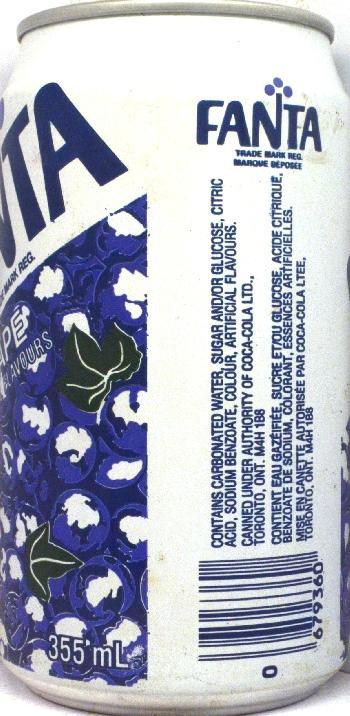 NTA
MARK REG.
PE
FLAVOURS
355 mL
FANTA
TRADE MARK REG.
MARQUE DÉPOSÉE
CONTAINS CARBONATED WATER, SUGAR AND/OR GLUCOSE, CITRIC
ACID, SODIUM BENZOATE, COLOUR, ARTIFICIAL FLAVOURS.
CANNED UNDER AUTHORITY OF COCA-COLA LTD.,
TORONTO, ONT. M4H 1B8
CONTIENT EAU GAZÉIFIÉE, SUCRE ET/OU GLUCOSE, ACIDE CITRIQUE,
BENZOATE DE SODIUM, COLORANT, ESSENCES ARTIFICIELLES.
MISE EN CANETTE AUTORISÉE PAR COCA-COLA LTÉE,
TORONTO, ONT. M4H 1B8
0
679360